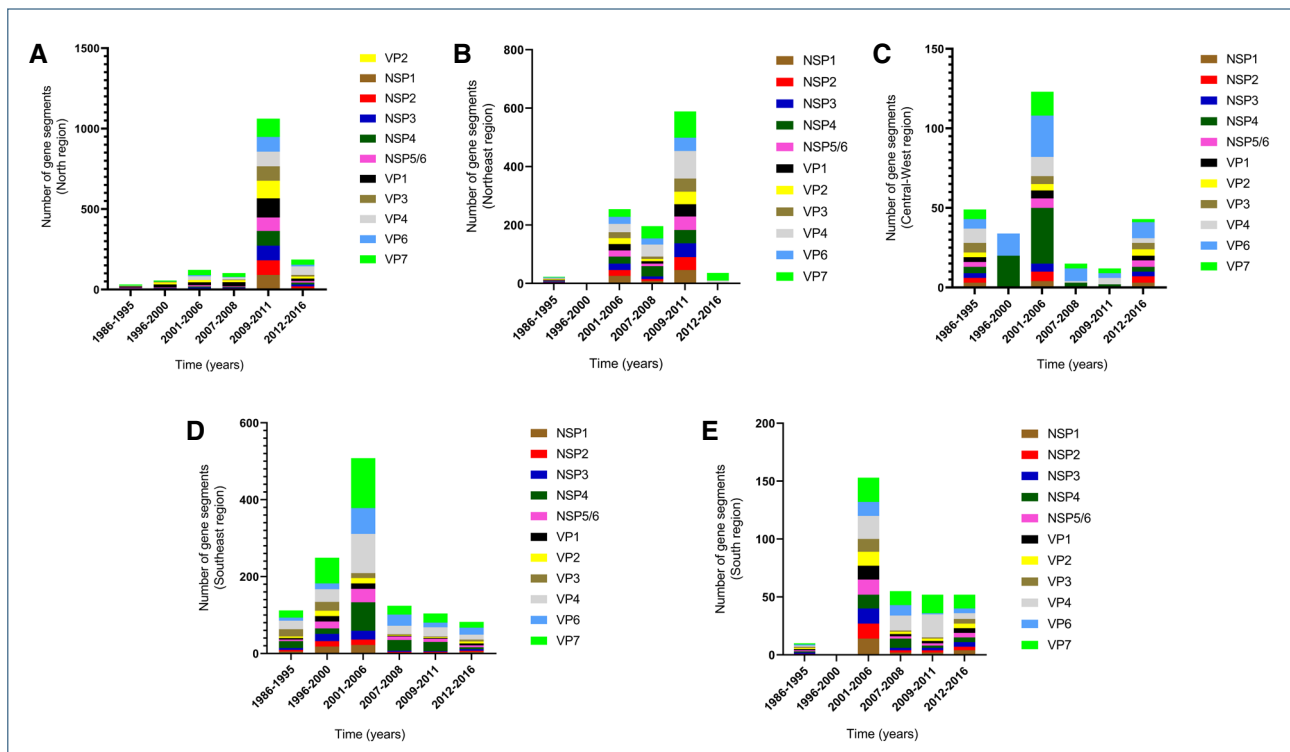 A
Number of gene segments
(North region)
1500
1000
500
0
1986-1995
1996-2000
2001-2006
2007-2008
2009-2011
2012-2016
Time (years)
VP2
NSP1
NSP2
NSP3
NSP4
NSP5/6
VP1
VP3
VP4
VP6
VP7
B
Number of gene segments
(Northeast region)
800
600
400
200
0
1986-1995
1996-2000
2001-2006
2007-2008
2009-2011
2012-2016
Time (years)
NSP1
NSP2
NSP3
NSP4
NSP5/6
VP1
VP2
VP3
VP4
VP6
VP7
C
Number of gene segments
(Central-West region)
150
100
50
0
1986-1995
1996-2000
2001-2006
2007-2008
2009-2011
2012-2016
Time (years)
NSP1
NSP2
NSP3
NSP4
NSP5/6
VP1
VP2
VP3
VP4
VP6
VP7
D
Number of gene segments
(Southeast region)
600
400
200
0
1986-1995
1996-2000
2001-2006
2007-2008
2009-2011
2012-2016
Time (years)
NSP1
NSP2
NSP3
NSP4
NSP5/6
VP1
VP2
VP3
VP4
VP6
VP7
E
Number of gene segments
(South region)
200
150
100
50
0
1986-1995
1996-2000
2001-2006
2007-2008
2009-2011
2012-2016
Time (years)
NSP1
NSP2
NSP3
NSP4
NSP5/6
VP1
VP2
VP3
VP4
VP6
VP7